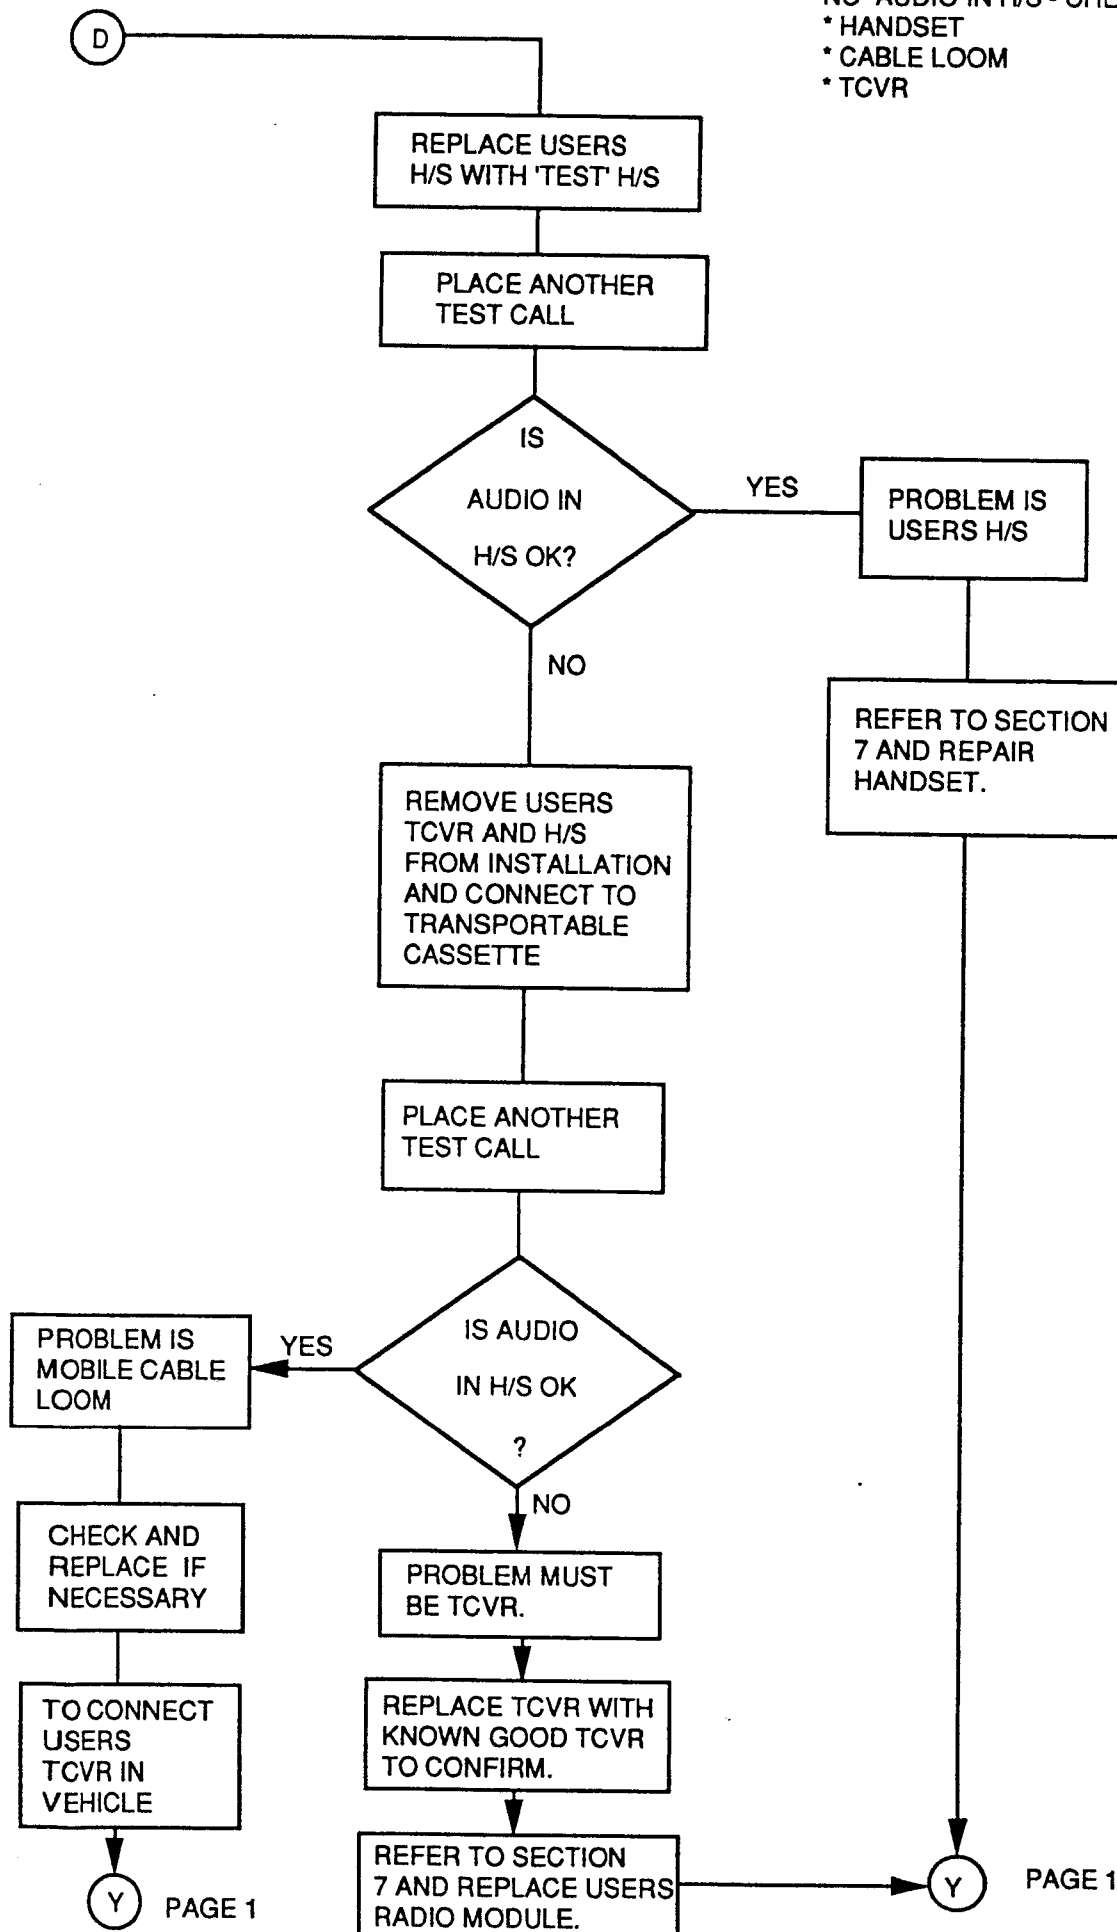 NO AUDIO IN H/S - CHE
* HANDSET
* CABLE LOOM
* TCVR
D
REPLACE USERS
H/S WITH 'TEST' H/S
PLACE ANOTHER
TEST CALL
IS
AUDIO IN
H/S OK?
YES
PROBLEM IS
USERS H/S
NO
REFER TO SECTION
7 AND REPAIR
HANDSET.
REMOVE USERS
TCVR AND H/S
FROM INSTALLATION
AND CONNECT TO
TRANSPORTABLE
CASSETTE
PLACE ANOTHER
TEST CALL
IS AUDIO
IN H/S OK
?
YES
PROBLEM IS
MOBILE CABLE
LOOM
NO
CHECK AND
REPLACE IF
NECESSARY
PROBLEM MUST
BE TCVR.
TO CONNECT
USERS
TCVR IN
VEHICLE
REPLACE TCVR WITH
KNOWN GOOD TCVR
TO CONFIRM.
REFER TO SECTION
7 AND REPLACE USERS
RADIO MODULE.
Y
PAGE 1
Y
PAGE 1